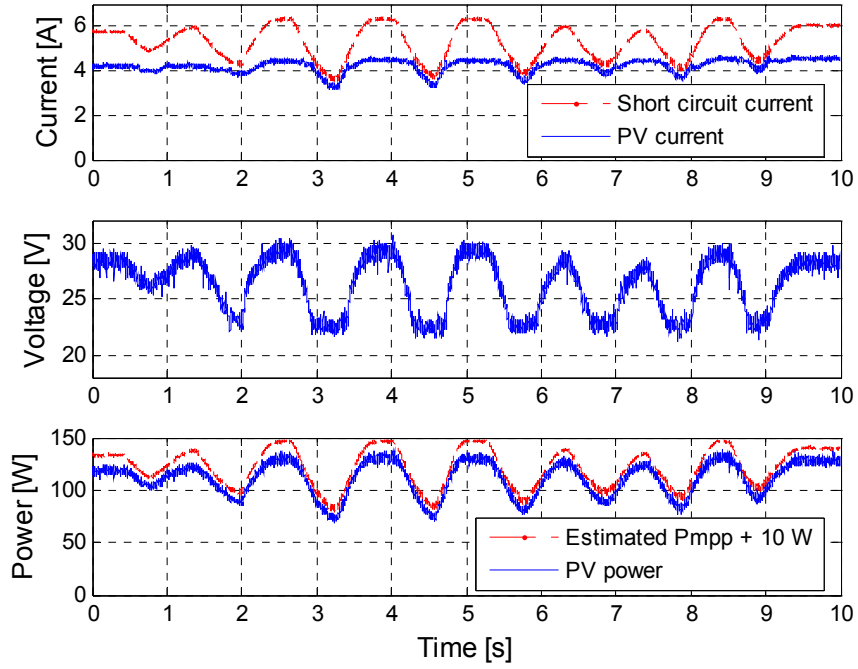 6
4
2
0
Current [A]
Short circuit current
PV current
0 1 2 3 4 5 6 7 8 9 10
30
25
20
Voltage [V]
0 1 2 3 4 5 6 7 8 9 10
150
100
50
0
Power [W]
Estimated Pmpp + 10 W
PV power
0 1 2 3 4 5 6 7 8 9 10
Time [s]